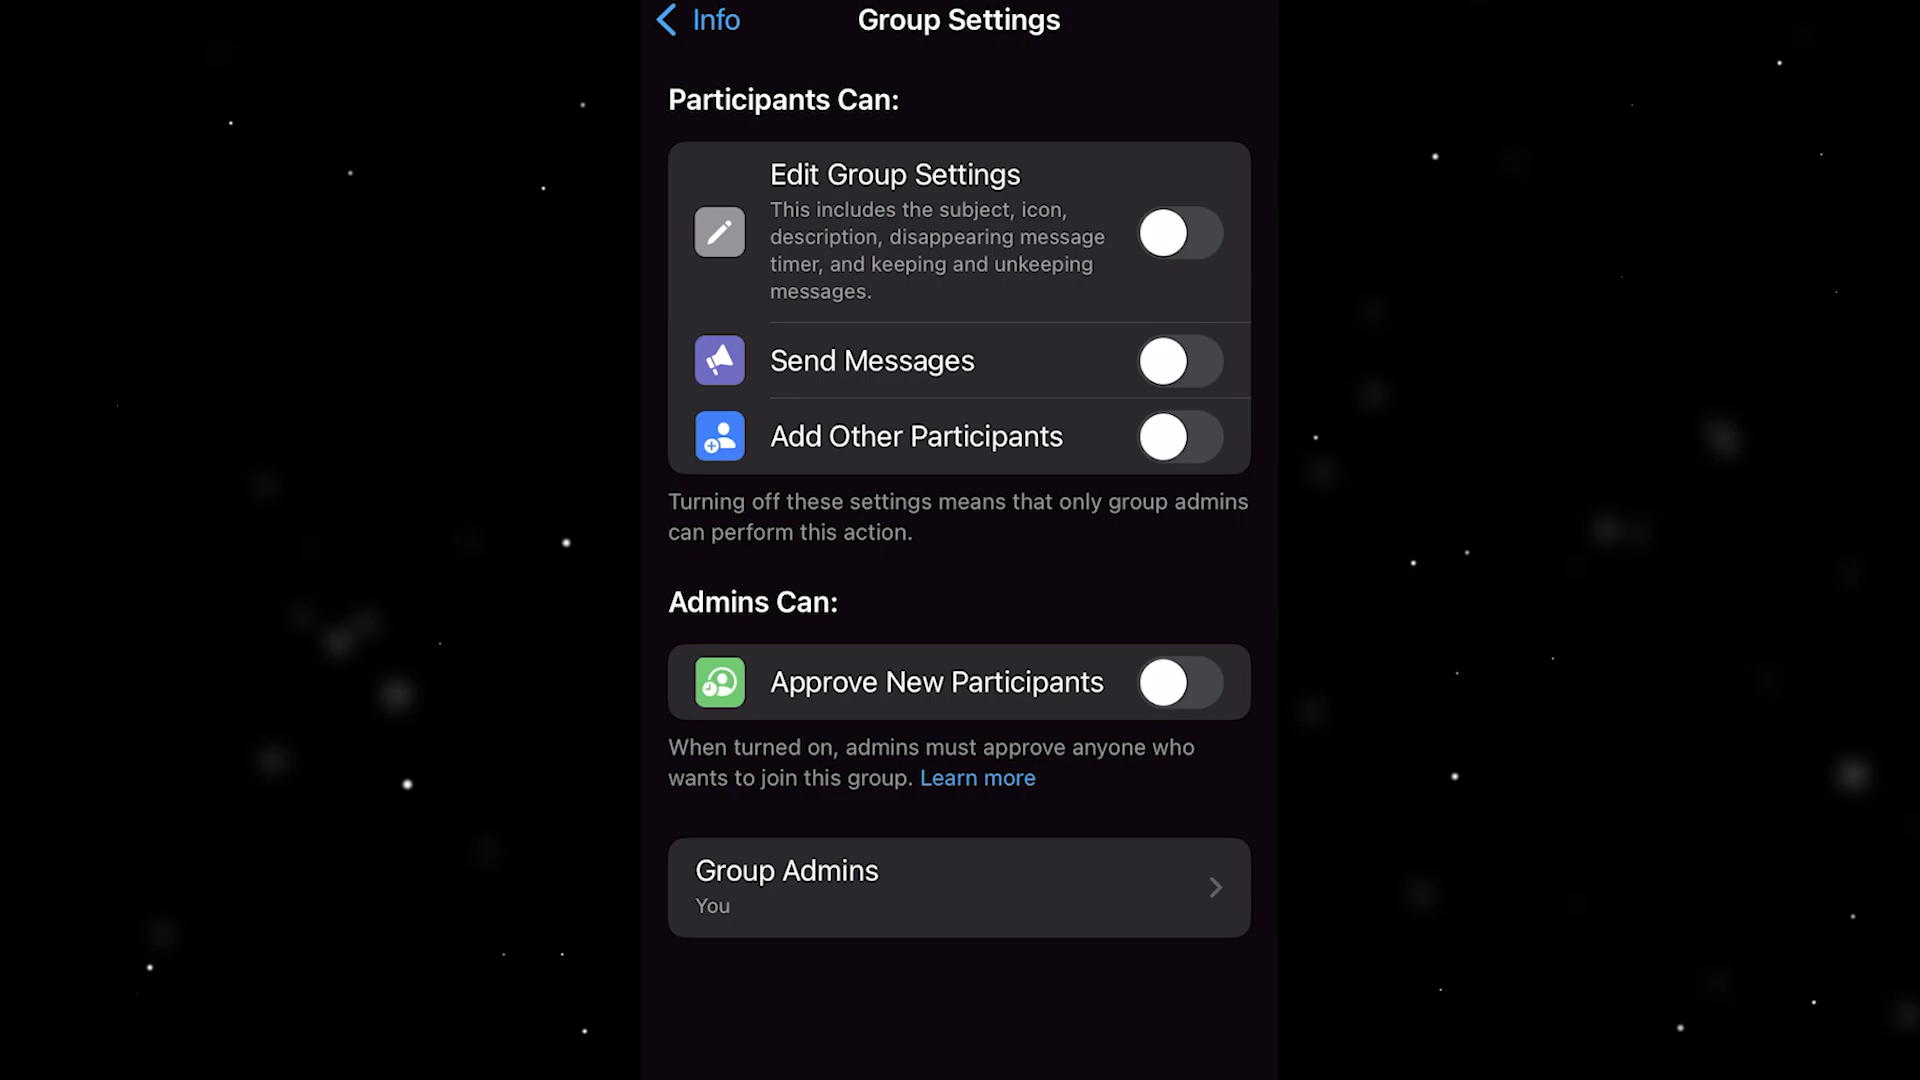 Info
Group Settings
Participants Can:
Edit Group Settings
This includes the subject, icon,
description, disappearing message
timer, and keeping and unkeeping
messages.
Send Messages
Add Other Participants
Turning off these settings means that only group admins
can perform this action.
Admins Can:
Approve New Participants
When turned on, admins must approve anyone who
wants to join this group. Learn more
Group Admins
You